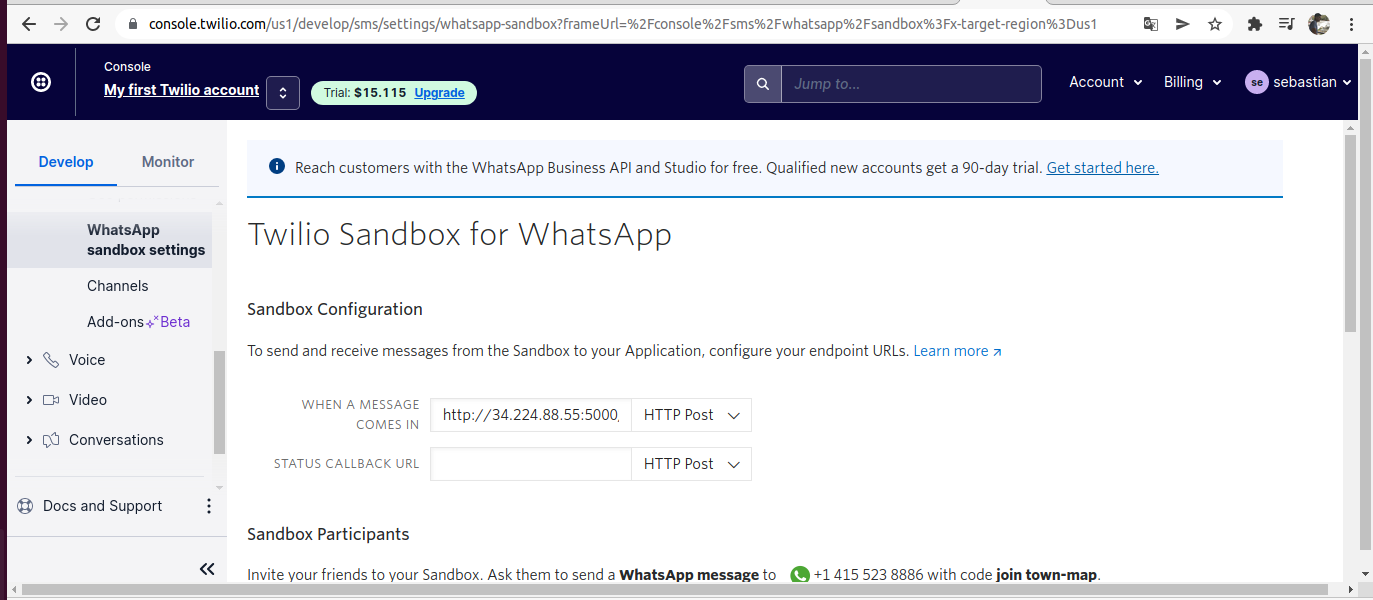 console.twilio.com/us1/develop/sms/settings/whatsapp-sandbox?frameUrl=%2Fconsole%2Fsms%2Fwhatsapp%2Fsandbox%3Fx-target-region%3Dus1
Console
My first Twilio account
Trial: $15.115 Upgrade
Jump to...
Account
Billing
se sebastian
Develop
Monitor
WhatsApp
sandbox settings
Channels
Add-ons Beta
Voice
Video
Conversations
Docs and Support
Reach customers with the WhatsApp Business API and Studio for free. Qualified new accounts get a 90-day trial. Get started here.
Twilio Sandbox for WhatsApp
Sandbox Configuration
To send and receive messages from the Sandbox to your Application, configure your endpoint URLs. Learn more
WHEN A MESSAGE
COMES IN
http://34.224.88.55:5000
HTTP Post
STATUS CALLBACK URL
HTTP Post
Sandbox Participants
Invite your friends to your Sandbox. Ask them to send a WhatsApp message to +1 415 523 8886 with code join town-map.